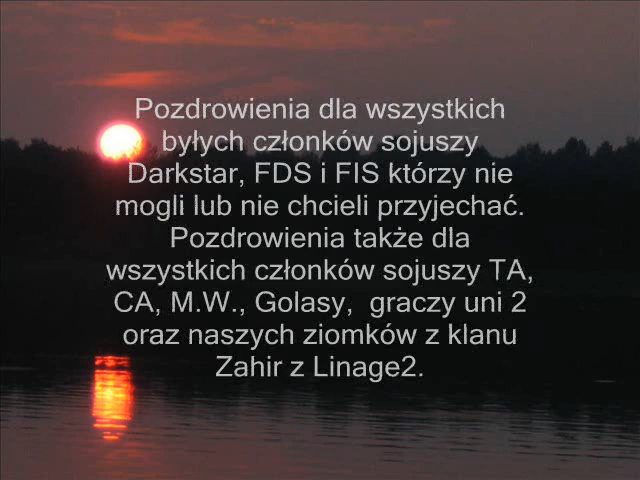 Pozdrowienia dla wszystkich
byłych członków sojuszy
Darkstar, FDS i FIS którzy nie
mogli lub nie chcieli przyjechać.
Pozdrowienia także dla
wszystkich członków sojuszy TA,
CA, M.W., Golasy,  graczy uni 2
oraz naszych ziomków z klanu
Zahir z Linage2.